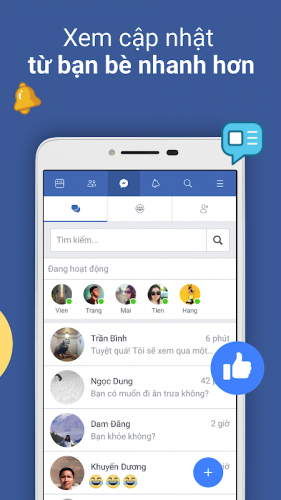 Xem cập nhật
từ bạn bè nhanh hơn
Tìm kiếm...
Đang hoạt động
Vien Trang Mai Tien Hang
Trần Bình 6 phút
Tuyệt quá! Tôi sẽ xem qua một...
Ngọc Dung 42
Bạn có muốn đi ăn trưa không?
Dam Đăng 2 giờ
Bạn khỏe không?
Khuyến Dương giờ